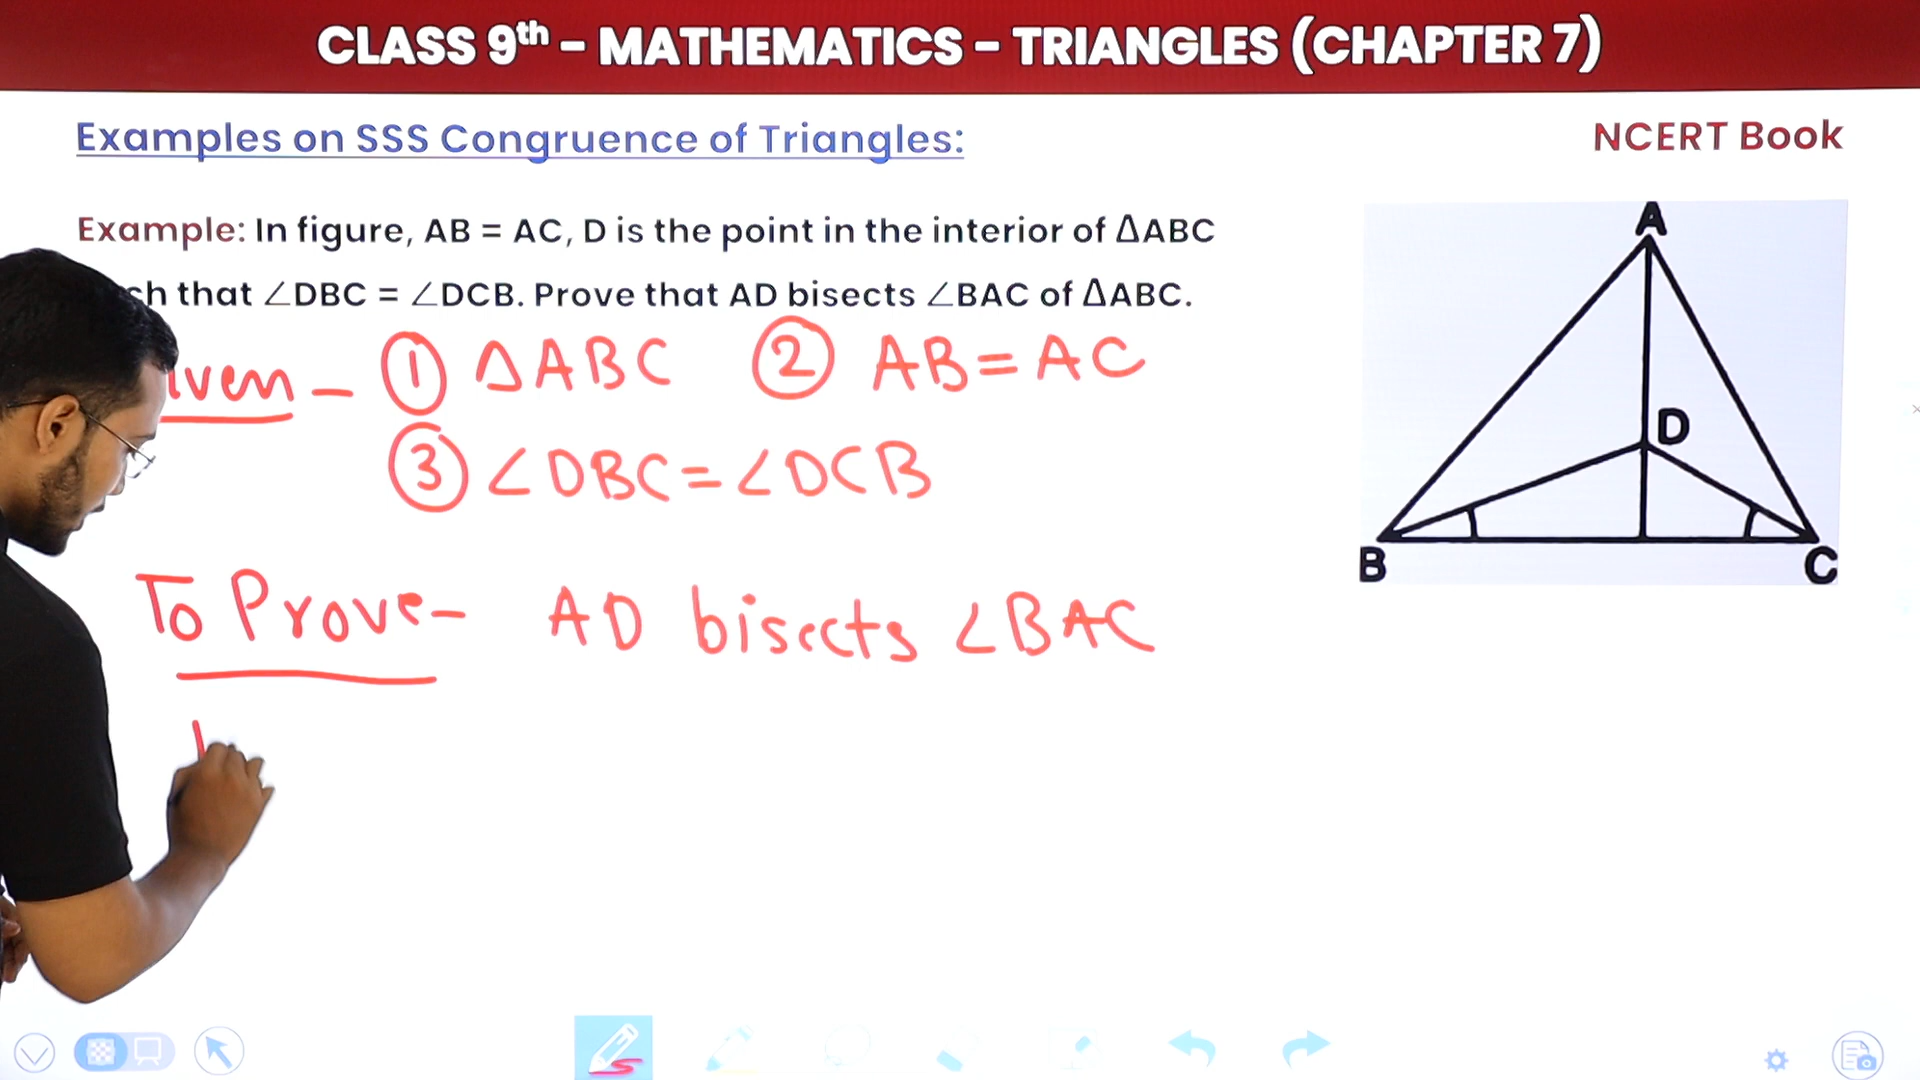 CLASS 9th – MATHEMATICS – TRIANGLES (CHAPTER 7)
Examples on SSS Congruence of Triangles:
NCERT Book
Example: In figure, AB = AC, D is the point in the interior of ΔABC
that ∠DBC = ∠DCB. Prove that AD bisects ∠BAC of ΔABC.
① ΔABC ② AB = AC
③ ∠DBC = ∠DCB
To Prove - AD bisects ∠BAC
A
D
B
C